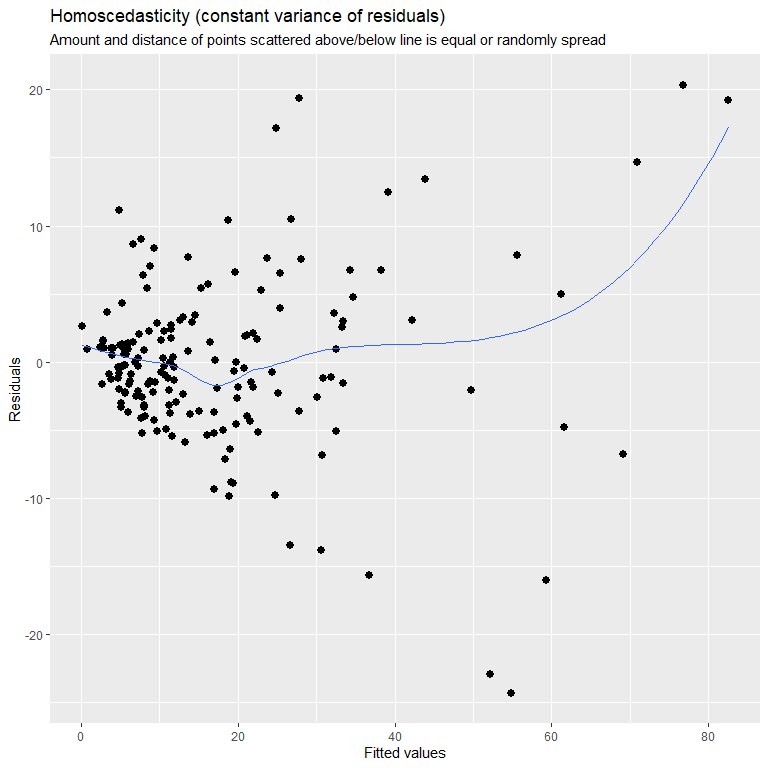 Homoscedasticity (constant variance of residuals)
Amount and distance of points scattered above/below line is equal or randomly spread
20
10
0
-10
-20
Residuals
0
20
40
60
80
Fitted values